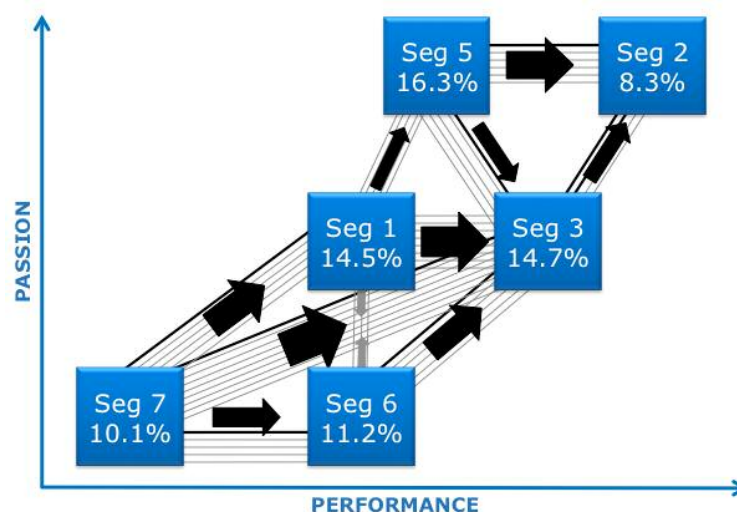 Seg 5
16.3%
Seg 2
8.3%
Seg 1
14.5%
Seg 3
14.7%
Seg 7
10.1%
Seg 6
11.2%
PASSION
PERFORMANCE